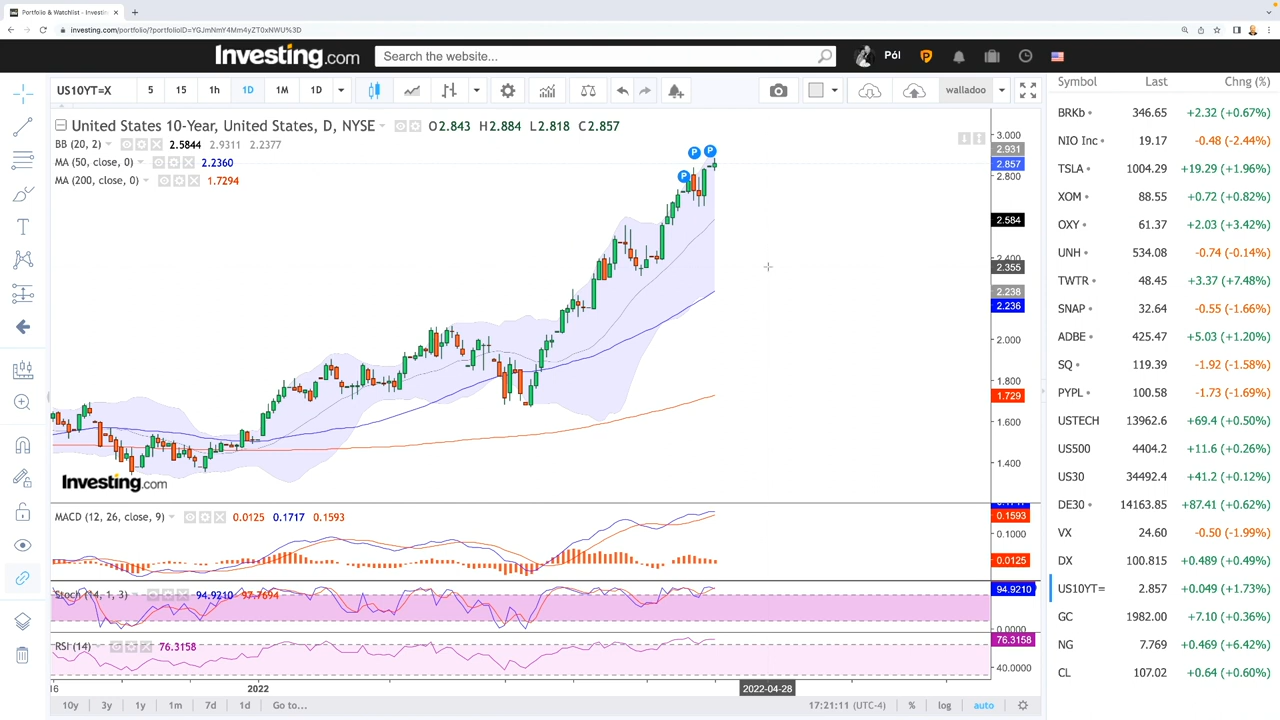 Portfolio & Watchlist - Investi
investing.com/portfolio/?portfolioID=YGJmNmY4Mm4yZT0xNWU%3D
Investing.com Search the website... Pól
US10YT=X 5 15 1h 1D 1M 1D walladoo
United States 10-Year, United States, D, NYSE O2.843 H2.884 L2.818 C2.857
BB (20, 2) 2.5844 2.9311 2.2377
MA (50, close, 0) 2.2360
MA (200, close, 0) 1.7294
P P P
3.000
2.931
2.857
2.800
2.584
2.400
2.355
2.238
2.236
2.000
1.800
1.729
1.600
1.400
Investing.com
MACD (12, 26, close, 9) 0.0125 0.1717 0.1593
0.1593
0.1000
0.0125
Stoch (14, 1, 3) 94.9210 97.7694
94.9210
0.0000
RSI (14) 76.3158
76.3158
40.0000
16 2022 2022-04-28
10y 3y 1y 1m 7d 1d Go to... 17:21:11 (UTC-4) % log auto
Symbol Last Chng (%)
BRKb 346.65 +2.32 (+0.67%)
NIO Inc 19.17 -0.48 (-2.44%)
TSLA 1004.29 +19.29 (+1.96%)
XOM 88.55 +0.72 (+0.82%)
OXY 61.37 +2.03 (+3.42%)
UNH 534.08 -0.74 (-0.14%)
TWTR 48.45 +3.37 (+7.48%)
SNAP 32.64 -0.55 (-1.66%)
ADBE 425.47 +5.03 (+1.20%)
SQ 119.39 -1.92 (-1.58%)
PYPL 100.58 -1.73 (-1.69%)
USTECH 13962.6 +69.4 (+0.50%)
US500 4404.2 +11.6 (+0.26%)
US30 34492.4 +41.2 (+0.12%)
DE30 14163.85 +87.41 (+0.62%)
VX 24.60 -0.50 (-1.99%)
DX 100.815 +0.489 (+0.49%)
US10YT= 2.857 +0.049 (+1.73%)
GC 1982.00 +7.10 (+0.36%)
NG 7.769 +0.469 (+6.42%)
CL 107.02 +0.64 (+0.60%)